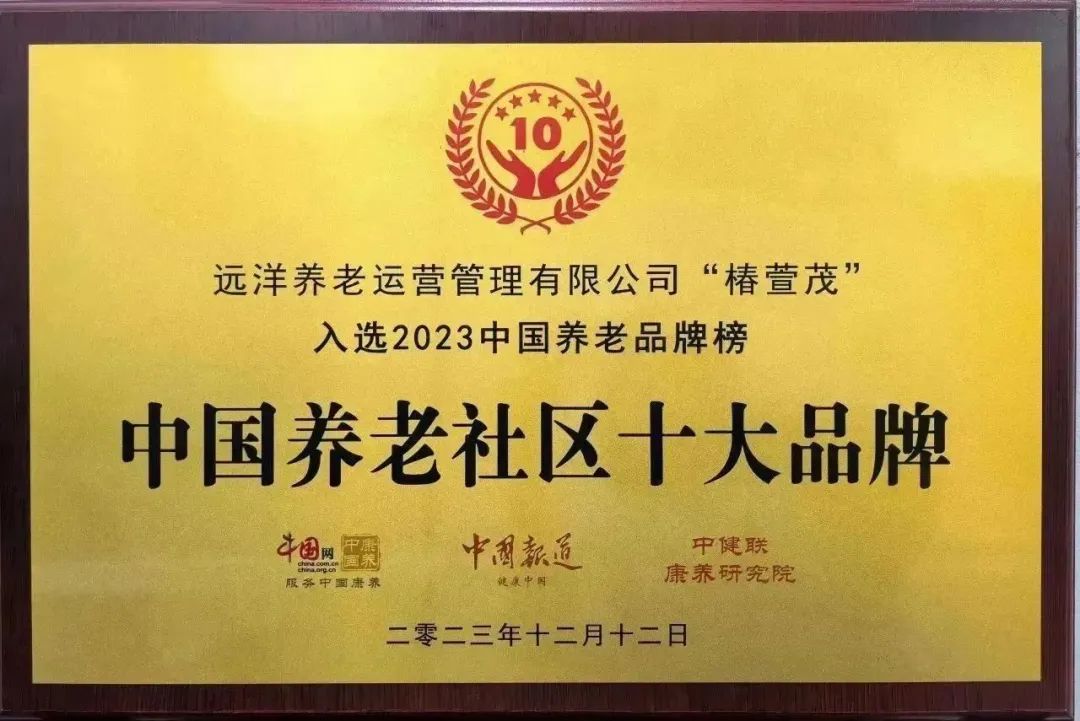 10
远洋养老运营管理有限公司“椿萱茂”
入选2023中国养老品牌榜
中国养老社区十大品牌
中国网
china.com.cn
china.org.cn
康养中国
服务中国康养
中國報道
健康中国
中健联
康养研究院
二零二三年十二月十二日